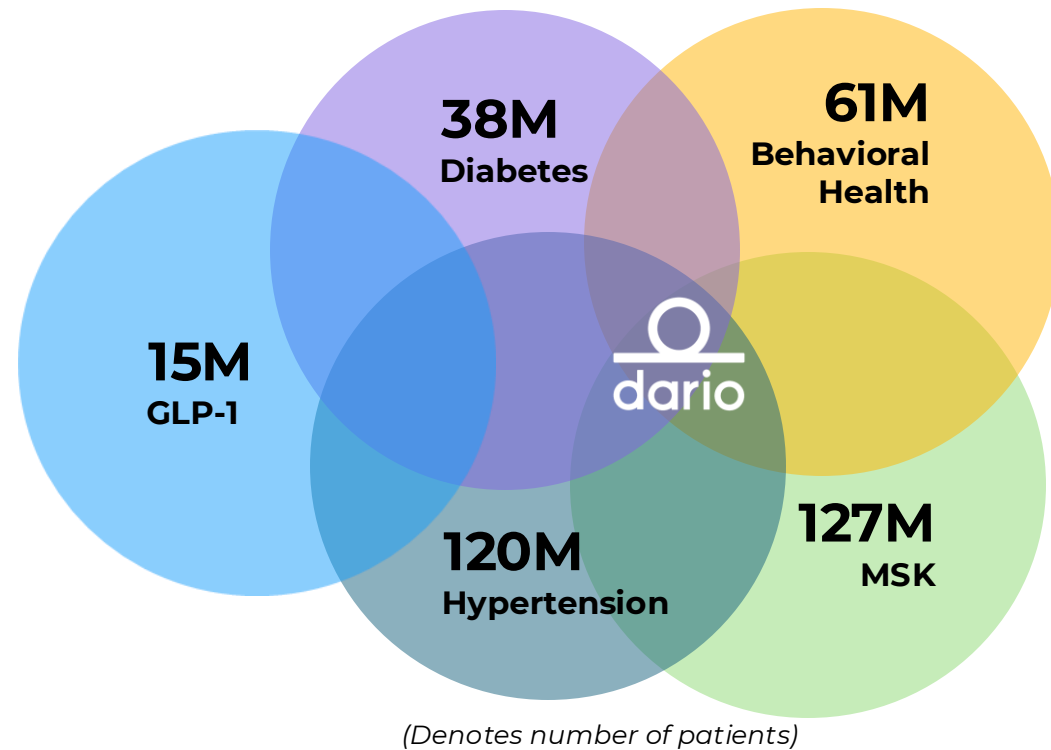 38M
Diabetes
61M
Behavioral
Health
15M
GLP-1
dario
120M
Hypertension
127M
MSK
(Denotes number of patients)